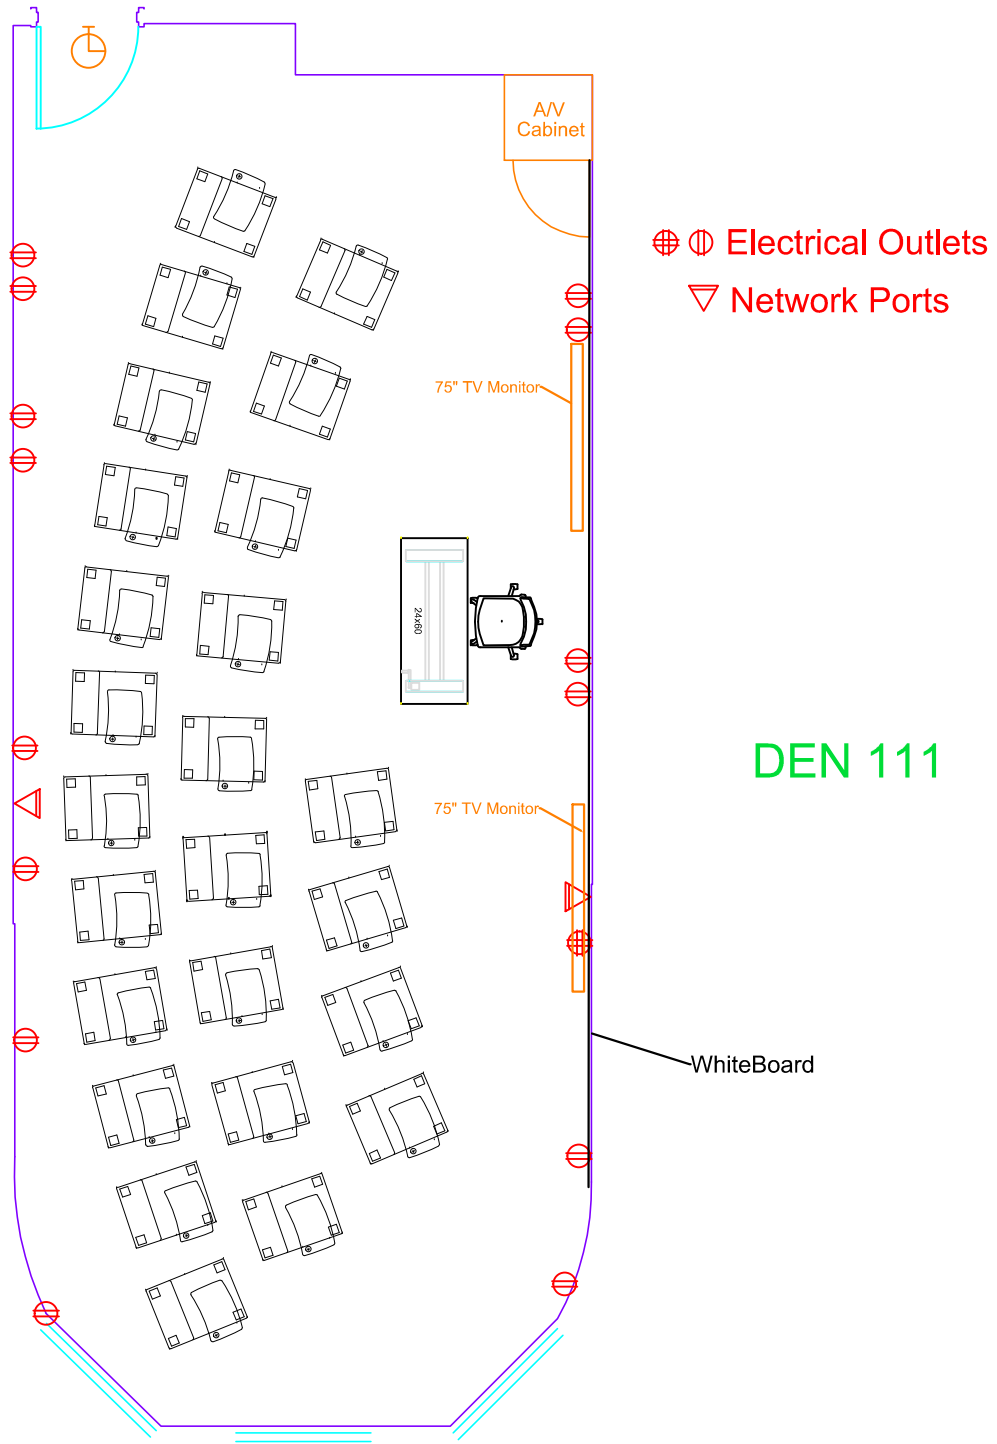 A/V
Cabinet
Electrical Outlets
Network Ports
75" TV Monitor
24x60
DEN 111
75" TV Monitor
WhiteBoard